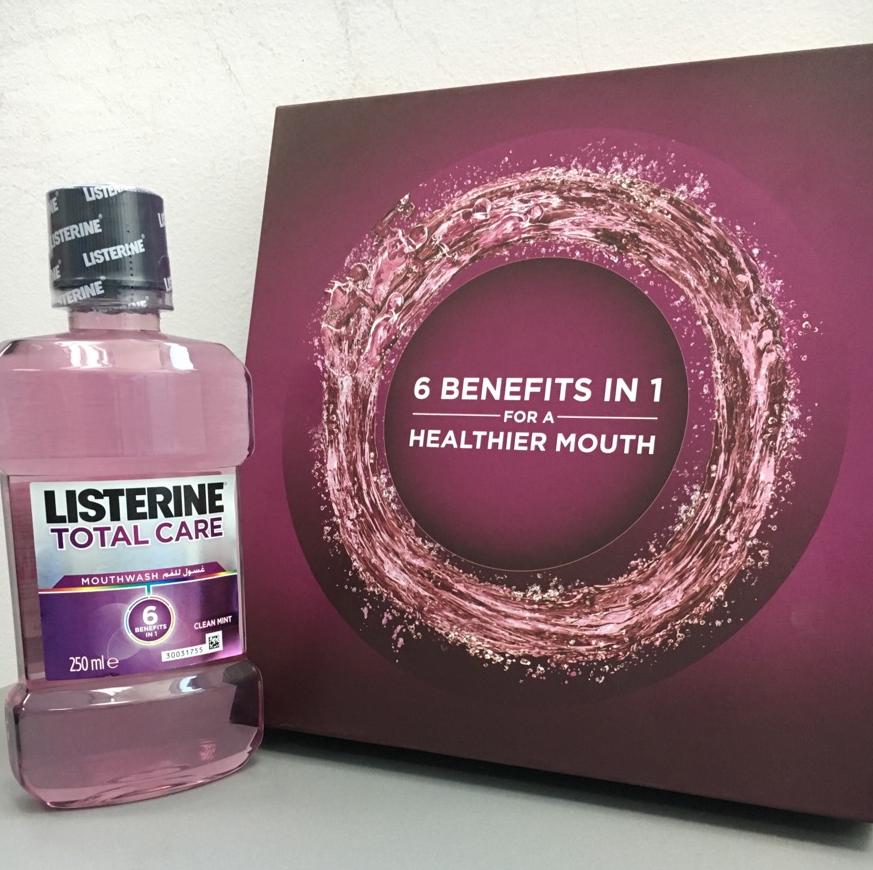 LISTERINE
LISTERINE
LISTERINE
LISTERINE
LISTERINE
TOTAL CARE
MOUTHWASH غسول للفم
6
BENEFITS
IN 1
CLEAN MINT
30031755
250 ml e
6 BENEFITS IN 1
FOR A
HEALTHIER MOUTH